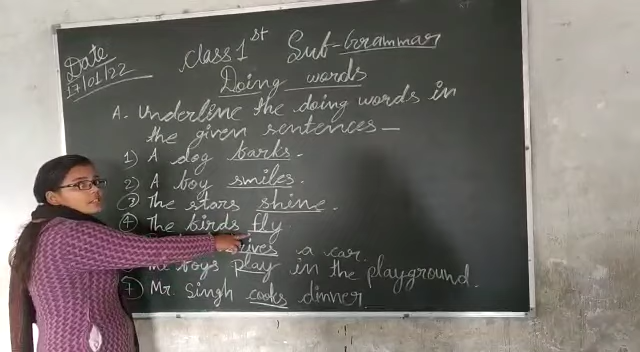 Date
17/01/22
Class 1st Sub-Grammar
Doing words
A. Underline the doing words in
the given sentences—
1) A dog barks.
2) A boy smiles.
③ The stars shine.
④ The birds fly.
a car.
The boys play in the playground.
⑦ Mr. Singh cooks dinner.